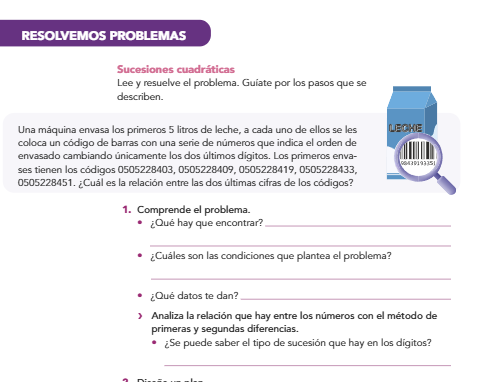 RESOLVEMOS PROBLEMAS
Sucesiones cuadráticas
Lee y resuelve el problema. Guíate por los pasos que se
describen.
Una máquina envasa los primeros 5 litros de leche, a cada uno de ellos se les
coloca un código de barras con una serie de números que indica el orden de
envasado cambiando únicamente los dos últimos dígitos. Los primeros enva-
ses tienen los códigos 0505228403, 0505228409, 0505228419, 0505228433,
0505228451. ¿Cuál es la relación entre las dos últimas cifras de los códigos?
LECHE
1. Comprende el problema.
• ¿Qué hay que encontrar?
• ¿Cuáles son las condiciones que plantea el problema?
• ¿Qué datos te dan?
› Analiza la relación que hay entre los números con el método de
primeras y segundas diferencias.
• ¿Se puede saber el tipo de sucesión que hay en los dígitos?